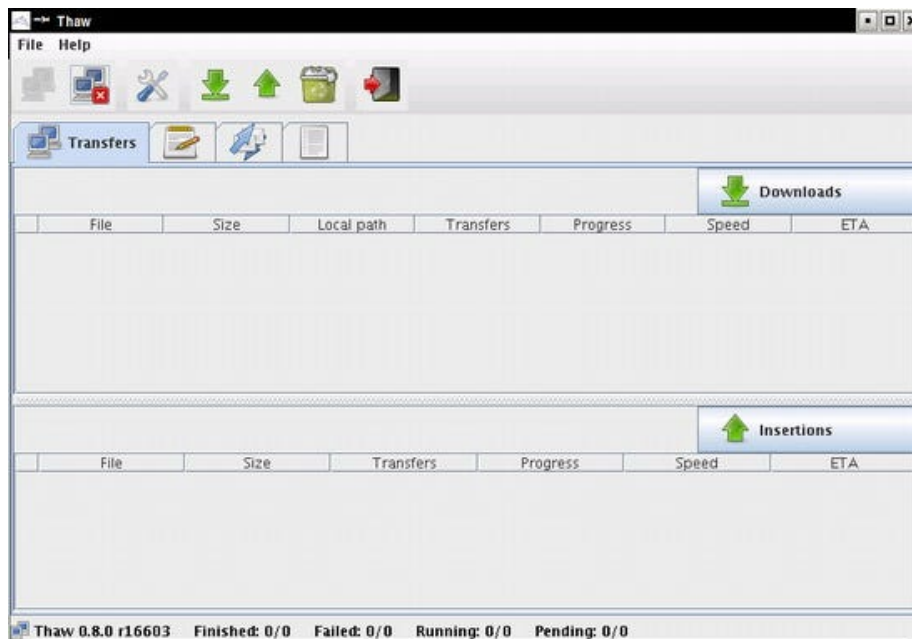 Thaw
File Help
Transfers
Downloads
File Size Local path Transfers Progress Speed ETA
Insertions
File Size Transfers Progress Speed ETA
Thaw 0.8.0 r16603 Finished: 0/0 Failed: 0/0 Running: 0/0 Pending: 0/0